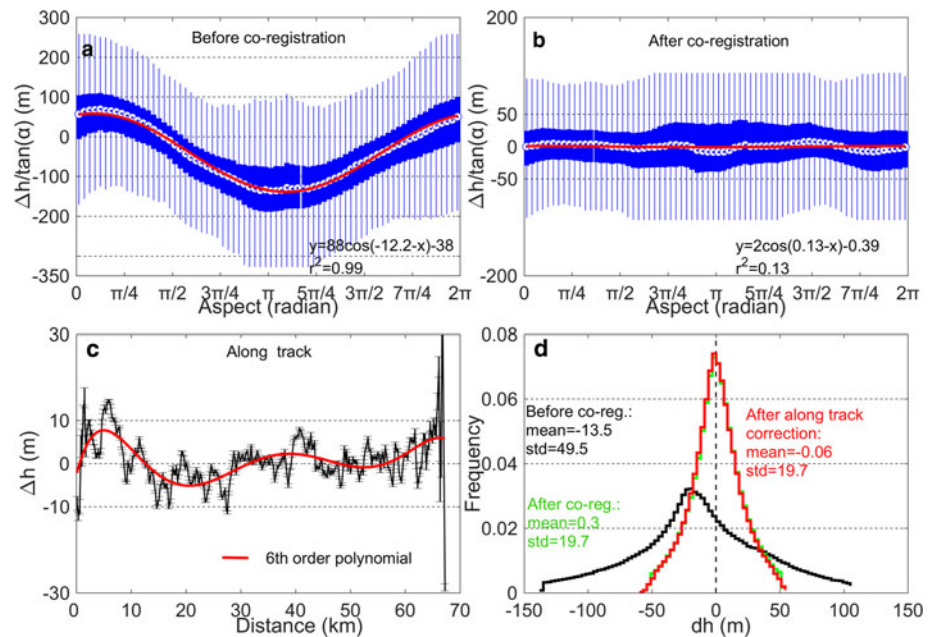 a
Before co-registration
Δh/tan(α) (m)
300
200
100
0
-100
-200
-350
y=88cos(-12.2-x)-38
r²=0.99
0 π/4 π/2 3π/4 π 5π/4 3π/2 7π/4 2π
Aspect (radian)
b
After co-registration
Δh/tan(α) (m)
200
50
0
-50
-200
y=2cos(0.13-x)-0.39
r²=0.13
0 π/4 π/2 3π/4 π 5π/4 3π/2 7π/4 2π
Aspect (radian)
c
Along track
Δh (m)
30
10
0
-10
-30
6th order polynomial
0 10 20 30 40 50 60 70
Distance (km)
d
Frequency
0.08
0.06
0.04
0.02
0
Before co-reg.:
mean=-13.5
std=49.5
After along track
correction:
mean=-0.06
std=19.7
After co-reg.:
mean=0.3
std=19.7
-150 -100 -50 0 50 100 150
dh (m)